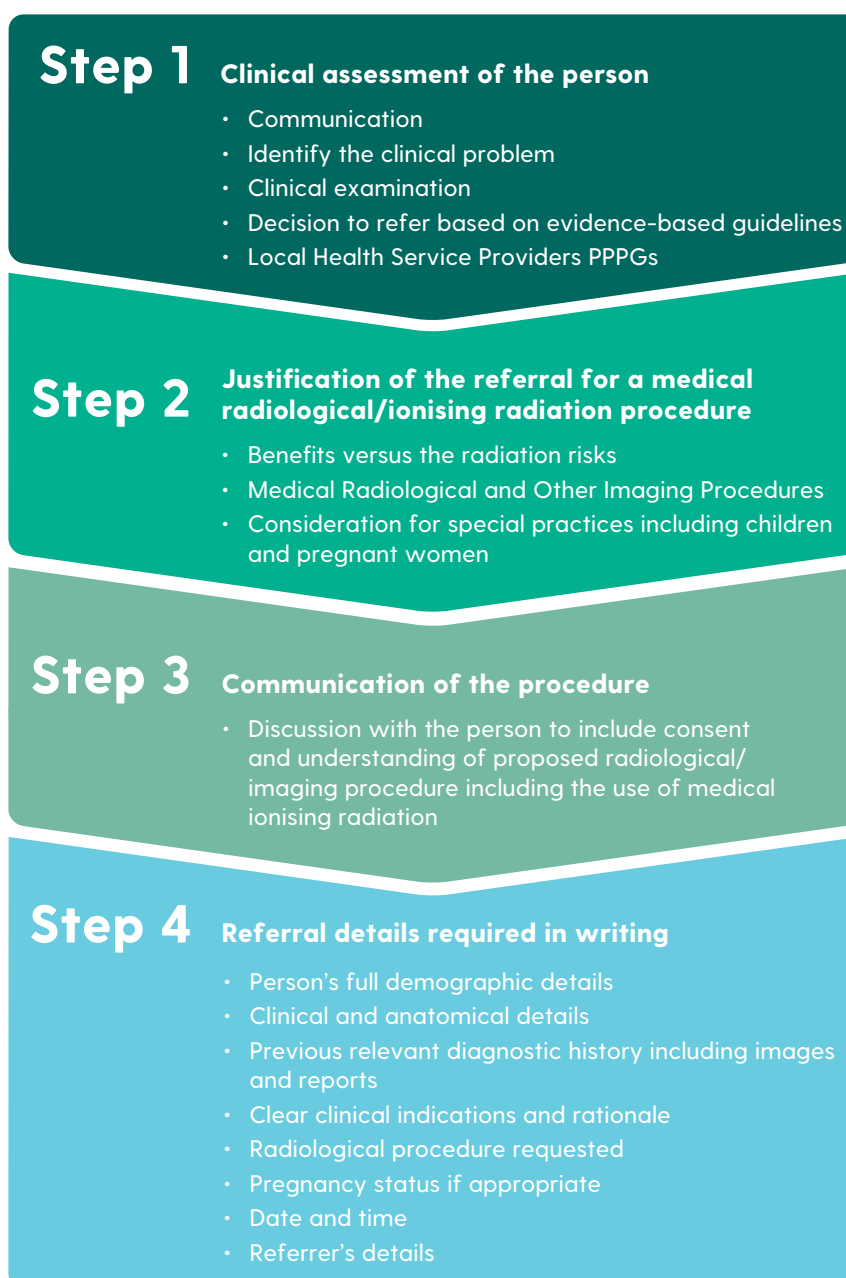 Step 1 Clinical assessment of the person
• Communication
• Identify the clinical problem
• Clinical examination
• Decision to refer based on evidence-based guidelines
• Local Health Service Providers PPPGs
Step 2
Justification of the referral for a medical
radiological/ionising radiation procedure
• Benefits versus the radiation risks
• Medical Radiological and Other Imaging Procedures
• Consideration for special practices including children
and pregnant women
Step 3 Communication of the procedure
• Discussion with the person to include consent
and understanding of proposed radiological/
imaging procedure including the use of medical
ionising radiation
Step 4 Referral details required in writing
• Person's full demographic details
• Clinical and anatomical details
• Previous relevant diagnostic history including images
and reports
• Clear clinical indications and rationale
• Radiological procedure requested
• Pregnancy status if appropriate
• Date and time
• Referrer's details